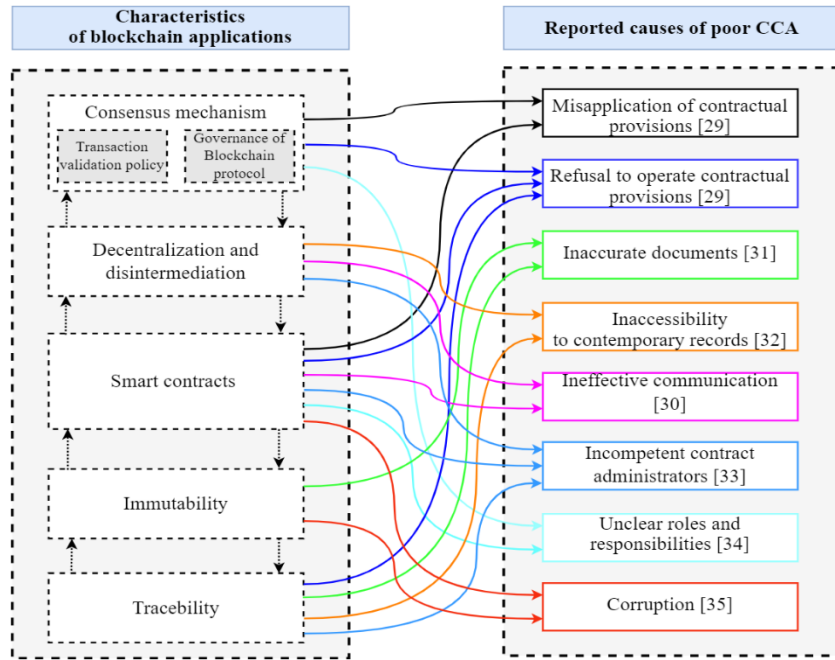 Characteristics
of blockchain applications
Reported causes of poor CCA
Consensus mechanism
Transaction
validation policy
Governance of
Blockchain
protocol
Decentralization and
disintermediation
Smart contracts
Immutability
Tracebility
Misapplication of contractual
provisions [29]
Refusal to operate contractual
provisions [29]
Inaccurate documents [31]
Inaccessibility
to contemporary records [32]
Ineffective communication
[30]
Incompetent contract
administrators [33]
Unclear roles and
responsibilities [34]
Corruption [35]